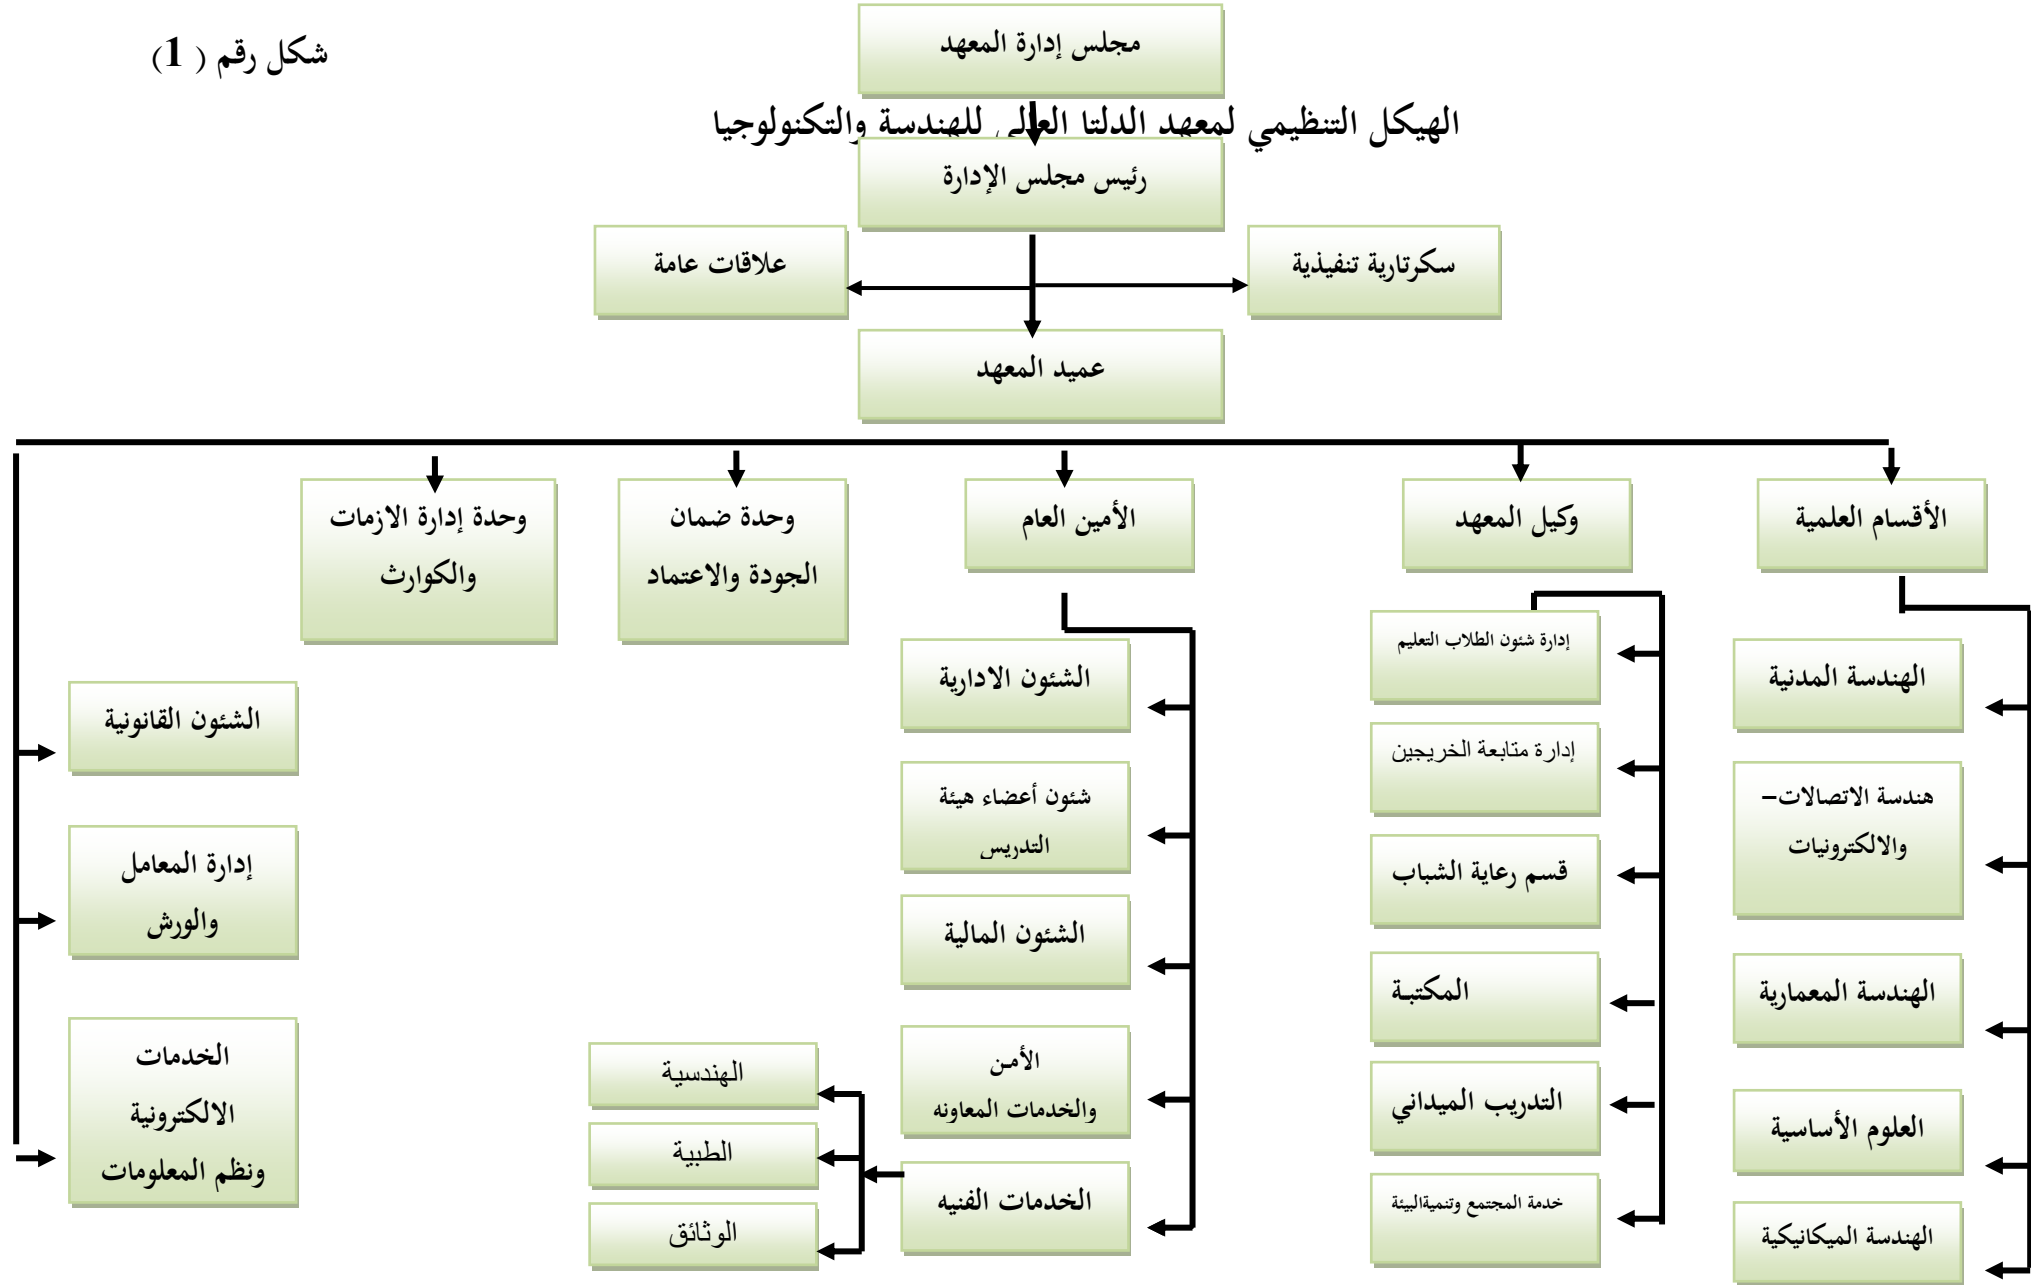 شكل رقم ( 1)
مجلس إدارة المعهد
الهيكل التنظيمي لمعهد الدلتا العالي للهندسة والتكنولوجيا
رئيس مجلس الإدارة
سكرتارية تنفيذية
علاقات عامة
عميد المعهد
الأقسام العلمية
وكيل المعهد
الأمين العام
وحدة ضمان
الجودة والاعتماد
وحدة إدارة الازمات
والكوارث
الهندسة المدنية
هندسة الاتصالات–
والالكترونيات
الهندسة المعمارية
العلوم الأساسية
الهندسة الميكانيكية
إدارة شئون الطلاب التعليم
إدارة متابعة الخريجين
قسم رعاية الشباب
المكتبة
التدريب الميداني
خدمة المجتمع وتنميةالبيئة
الشئون الادارية
شئون أعضاء هيئة
التدريس
الشئون المالية
الأمن
والخدمات المعاونه
الخدمات الفنيه
الهندسية
الطبية
الوثائق
الشئون القانونية
إدارة المعامل
والورش
الخدمات
الالكترونية
ونظم المعلومات